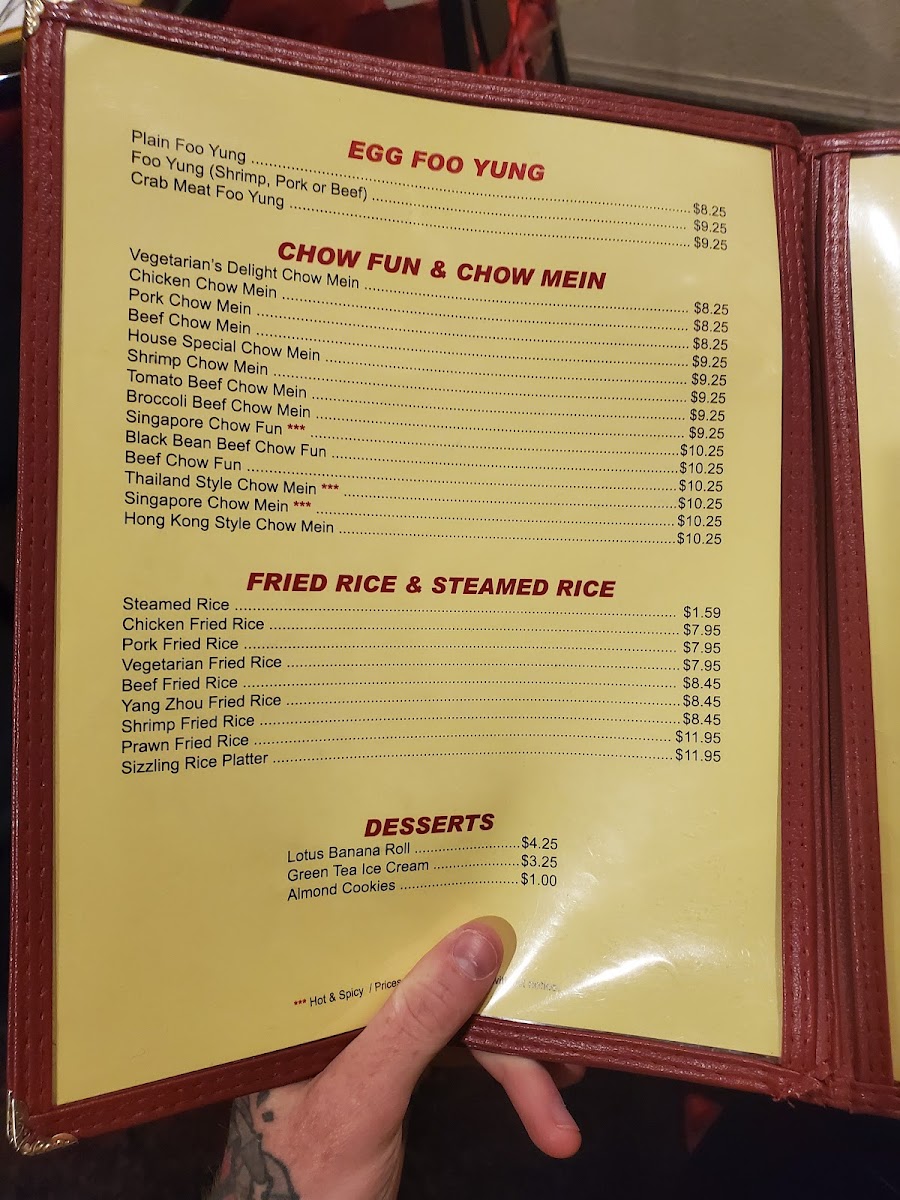 EGG FOO YUNG
Plain Foo Yung ........ $8.25
Foo Yung (Shrimp, Pork or Beef) ........ $9.25
Crab Meat Foo Yung ........ $9.25
CHOW FUN & CHOW MEIN
Vegetarian's Delight Chow Mein ........ $8.25
Chicken Chow Mein ........ $8.25
Pork Chow Mein ........ $8.25
Beef Chow Mein ........ $9.25
House Special Chow Mein ........ $9.25
Shrimp Chow Mein ........ $9.25
Tomato Beef Chow Mein ........ $9.25
Broccoli Beef Chow Mein ........ $9.25
Singapore Chow Fun *** ........ $10.25
Black Bean Beef Chow Fun ........ $10.25
Beef Chow Fun ........ $10.25
Thailand Style Chow Mein *** ........ $10.25
Singapore Chow Mein *** ........ $10.25
Hong Kong Style Chow Mein ........ $10.25
FRIED RICE & STEAMED RICE
Steamed Rice ........ $1.59
Chicken Fried Rice ........ $7.95
Pork Fried Rice ........ $7.95
Vegetarian Fried Rice ........ $7.95
Beef Fried Rice ........ $8.45
Yang Zhou Fried Rice ........ $8.45
Shrimp Fried Rice ........ $8.45
Prawn Fried Rice ........ $11.95
Sizzling Rice Platter ........ $11.95
DESSERTS
Lotus Banana Roll ........ $4.25
Green Tea Ice Cream ........ $3.25
Almond Cookies ........ $1.00
*** Hot & Spicy / Prices